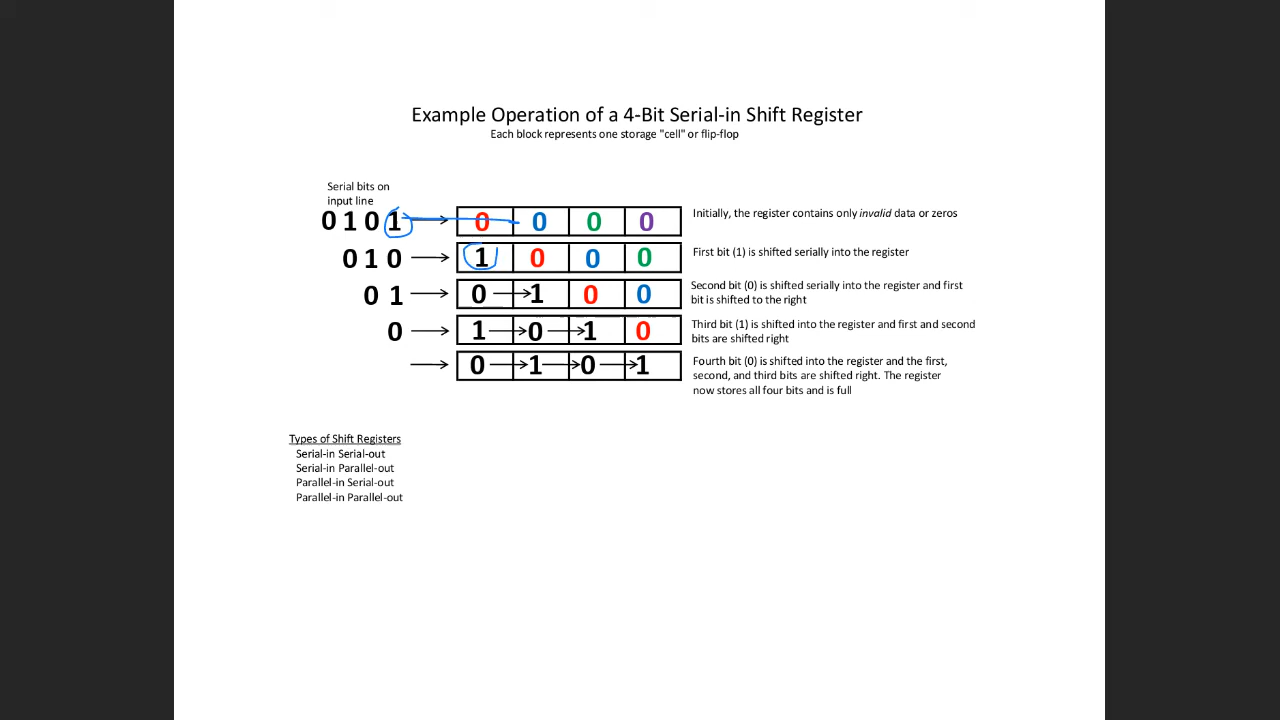 Example Operation of a 4-Bit Serial-in Shift Register
Each block represents one storage "cell" or flip-flop
Serial bits on
input line
0 1 0 1 0 0 0 0
Initially, the register contains only invalid data or zeros
0 1 0 1 0 0 0
First bit (1) is shifted serially into the register
0 1 0 1 0 0
Second bit (0) is shifted serially into the register and first
bit is shifted to the right
0 1 0 1 0
Third bit (1) is shifted into the register and first and second
bits are shifted right
0 1 0 1
Fourth bit (0) is shifted into the register and the first,
second, and third bits are shifted right. The register
now stores all four bits and is full
Types of Shift Registers
Serial-in Serial-out
Serial-in Parallel-out
Parallel-in Serial-out
Parallel-in Parallel-out